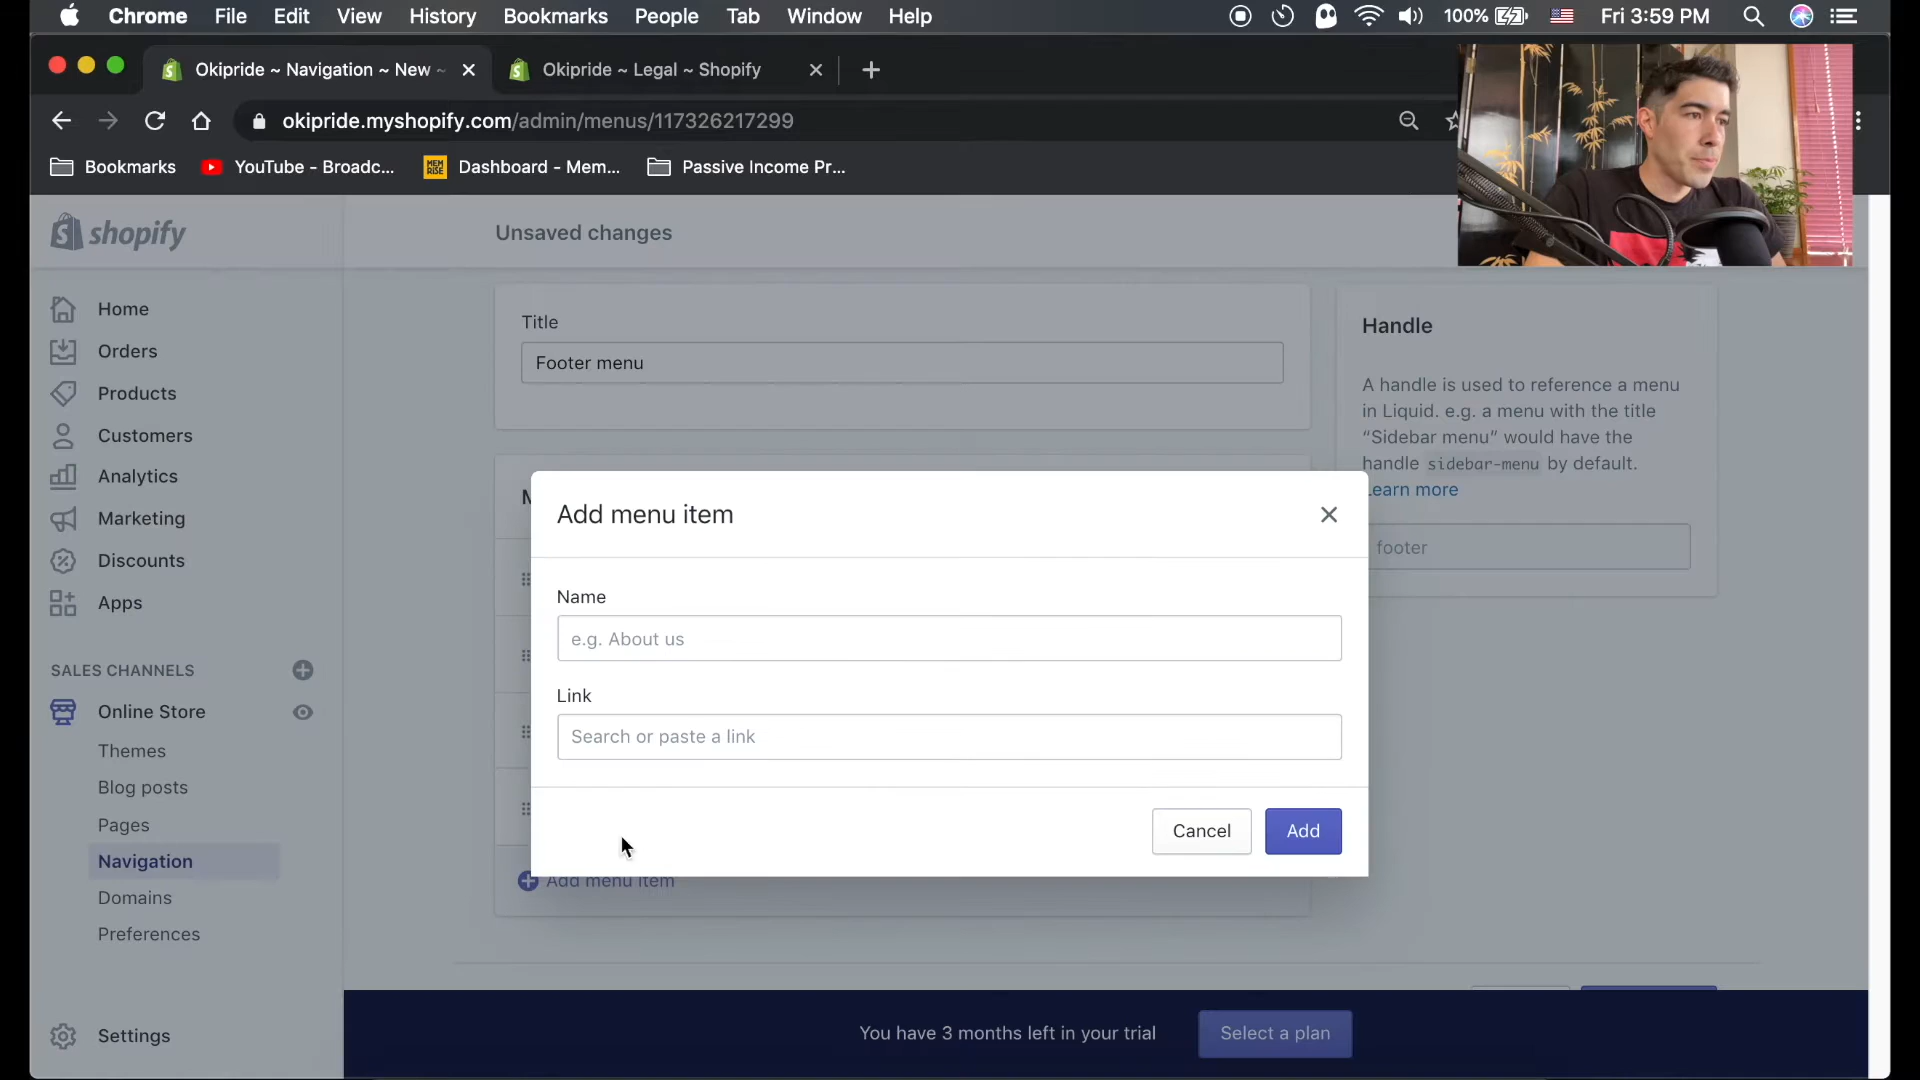 Chrome File Edit View History Bookmarks People Tab Window Help 100% Fri 3:59 PM
Okipride ~ Navigation ~ New ~ Okipride ~ Legal ~ Shopify
okipride.myshopify.com/admin/menus/117326217299
Bookmarks YouTube - Broadc... MEM RISE Dashboard - Mem... Passive Income Pr...
shopify
Unsaved changes
Home
Orders
Products
Customers
Analytics
Marketing
Discounts
Apps
SALES CHANNELS
Online Store
Themes
Blog posts
Pages
Navigation
Domains
Preferences
Settings
Title
Footer menu
Handle
A handle is used to reference a menu
in Liquid. e.g. a menu with the title
“Sidebar menu” would have the
handle sidebar-menu by default.
Learn more
footer
Add menu item
Name
e.g. About us
Link
Search or paste a link
Cancel Add
Add menu item
You have 3 months left in your trial Select a plan